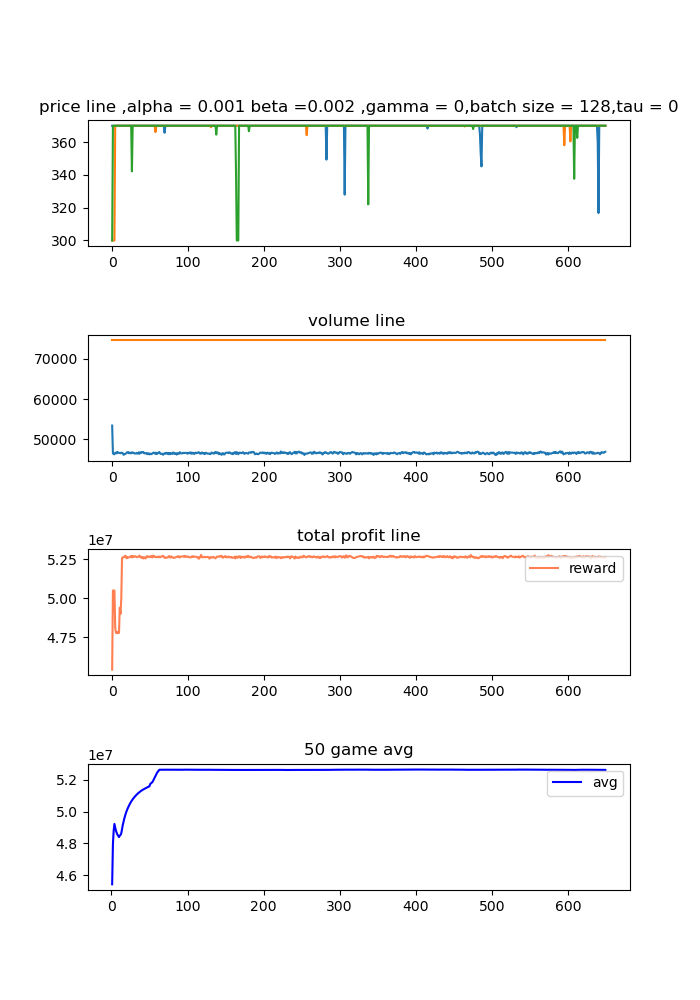 price line ,alpha = 0.001 beta =0.002 ,gamma = 0,batch size = 128,tau = 0
360
340
320
300
0 100 200 300 400 500 600
volume line
70000
60000
50000
0 100 200 300 400 500 600
total profit line
1e7
5.25
5.00
4.75
reward
0 100 200 300 400 500 600
50 game avg
1e7
5.2
5.0
4.8
4.6
avg
0 100 200 300 400 500 600